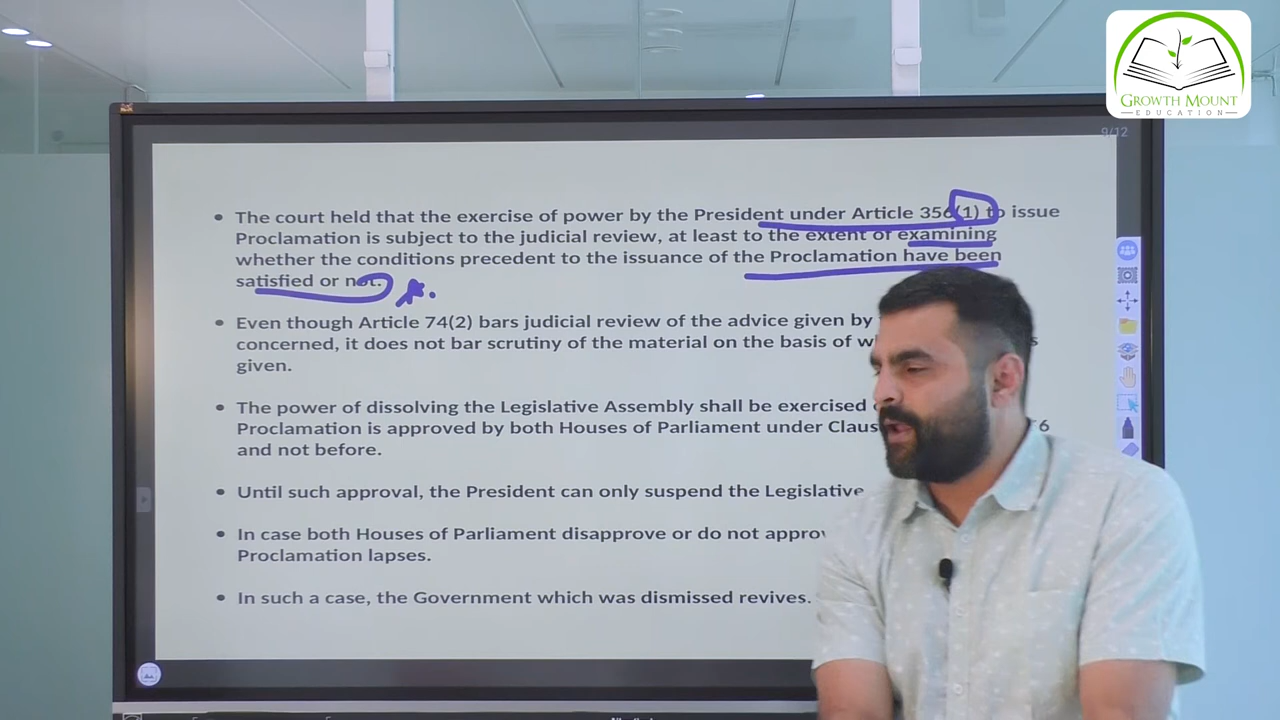 GROWTH MOUNT
EDUCATION
9/12
The court held that the exercise of power by the President under Article 356(1) to issue
Proclamation is subject to the judicial review, at least to the extent of examining
whether the conditions precedent to the issuance of the Proclamation have been
satisfied or not.
Even though Article 74(2) bars judicial review of the advice given by
concerned, it does not bar scrutiny of the material on the basis of
given.
The power of dissolving the Legislative Assembly shall be exercised
Proclamation is approved by both Houses of Parliament under
and not before.
Until such approval, the President can only suspend the Legislative
In case both Houses of Parliament disapprove or do not
Proclamation lapses.
In such a case, the Government which was dismissed revives.